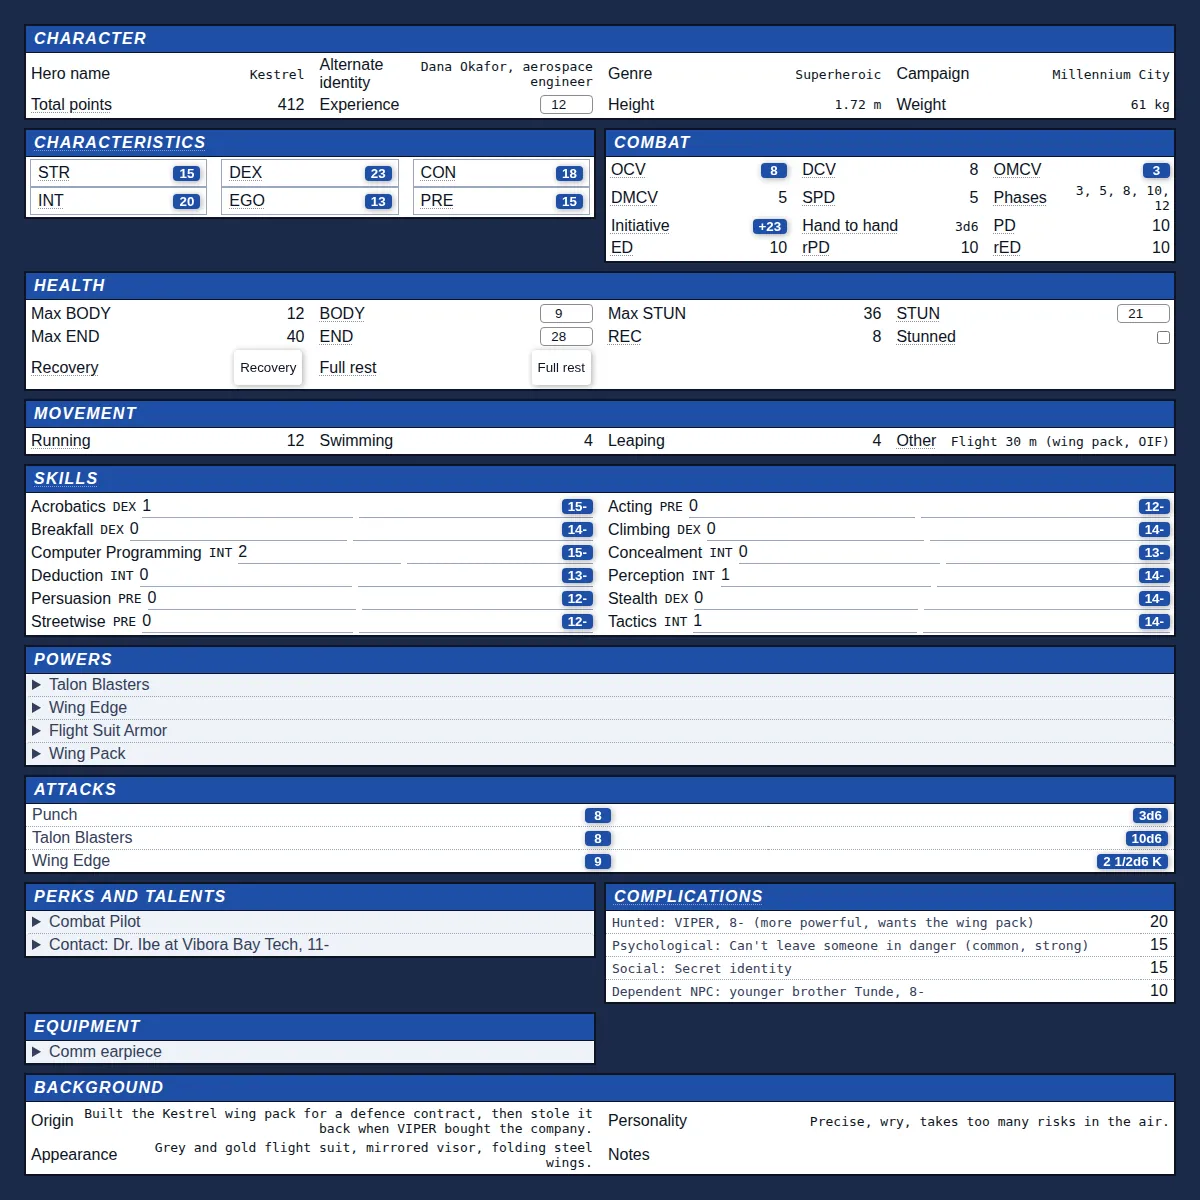 CHARACTER
Hero name Kestrel Alternate identity Dana Okafor, aerospace engineer Genre Superheroic Campaign Millennium City
Total points 412 Experience 12 Height 1.72 m Weight 61 kg
CHARACTERISTICS
STR 15 DEX 23 CON 18
INT 20 EGO 13 PRE 15
COMBAT
OCV 8 DCV 8 OMCV 3
DMCV 5 SPD 5 Phases 3, 5, 8, 10, 12
Initiative +23 Hand to hand 3d6 PD 10
ED 10 rPD 10 rED 10
HEALTH
Max BODY 12 BODY 9 Max STUN 36 STUN 21
Max END 40 END 28 REC 8 Stunned
Recovery Recovery Full rest Full rest
MOVEMENT
Running 12 Swimming 4 Leaping 4 Other Flight 30 m (wing pack, OIF)
SKILLS
Acrobatics DEX 1 15- Acting PRE 0 12-
Breakfall DEX 0 14- Climbing DEX 0 14-
Computer Programming INT 2 15- Concealment INT 0 13-
Deduction INT 0 13- Perception INT 1 14-
Persuasion PRE 0 12- Stealth DEX 0 14-
Streetwise PRE 0 12- Tactics INT 1 14-
POWERS
Talon Blasters
Wing Edge
Flight Suit Armor
Wing Pack
ATTACKS
Punch 8 3d6
Talon Blasters 8 10d6
Wing Edge 9 2 1/2d6 K
PERKS AND TALENTS
Combat Pilot
Contact: Dr. Ibe at Vibora Bay Tech, 11-
COMPLICATIONS
Hunted: VIPER, 8- (more powerful, wants the wing pack) 20
Psychological: Can't leave someone in danger (common, strong) 15
Social: Secret identity 15
Dependent NPC: younger brother Tunde, 8- 10
EQUIPMENT
Comm earpiece
BACKGROUND
Origin Built the Kestrel wing pack for a defence contract, then stole it back when VIPER bought the company. Personality Precise, wry, takes too many risks in the air.
Appearance Grey and gold flight suit, mirrored visor, folding steel wings. Notes